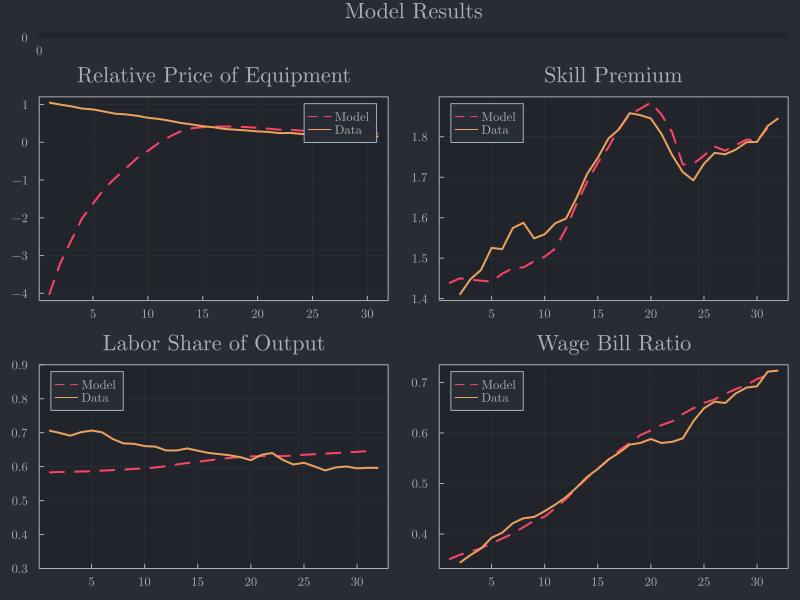 Model Results
0
0
Relative Price of Equipment
Skill Premium
1
0
−1
−2
−3
−4
5 10 15 20 25 30
Model
Data
1.8
1.7
1.6
1.5
1.4
5 10 15 20 25 30
Model
Data
Labor Share of Output
Wage Bill Ratio
0.9
0.8
0.7
0.6
0.5
0.4
0.3
5 10 15 20 25 30
Model
Data
0.7
0.6
0.5
0.4
5 10 15 20 25 30
Model
Data